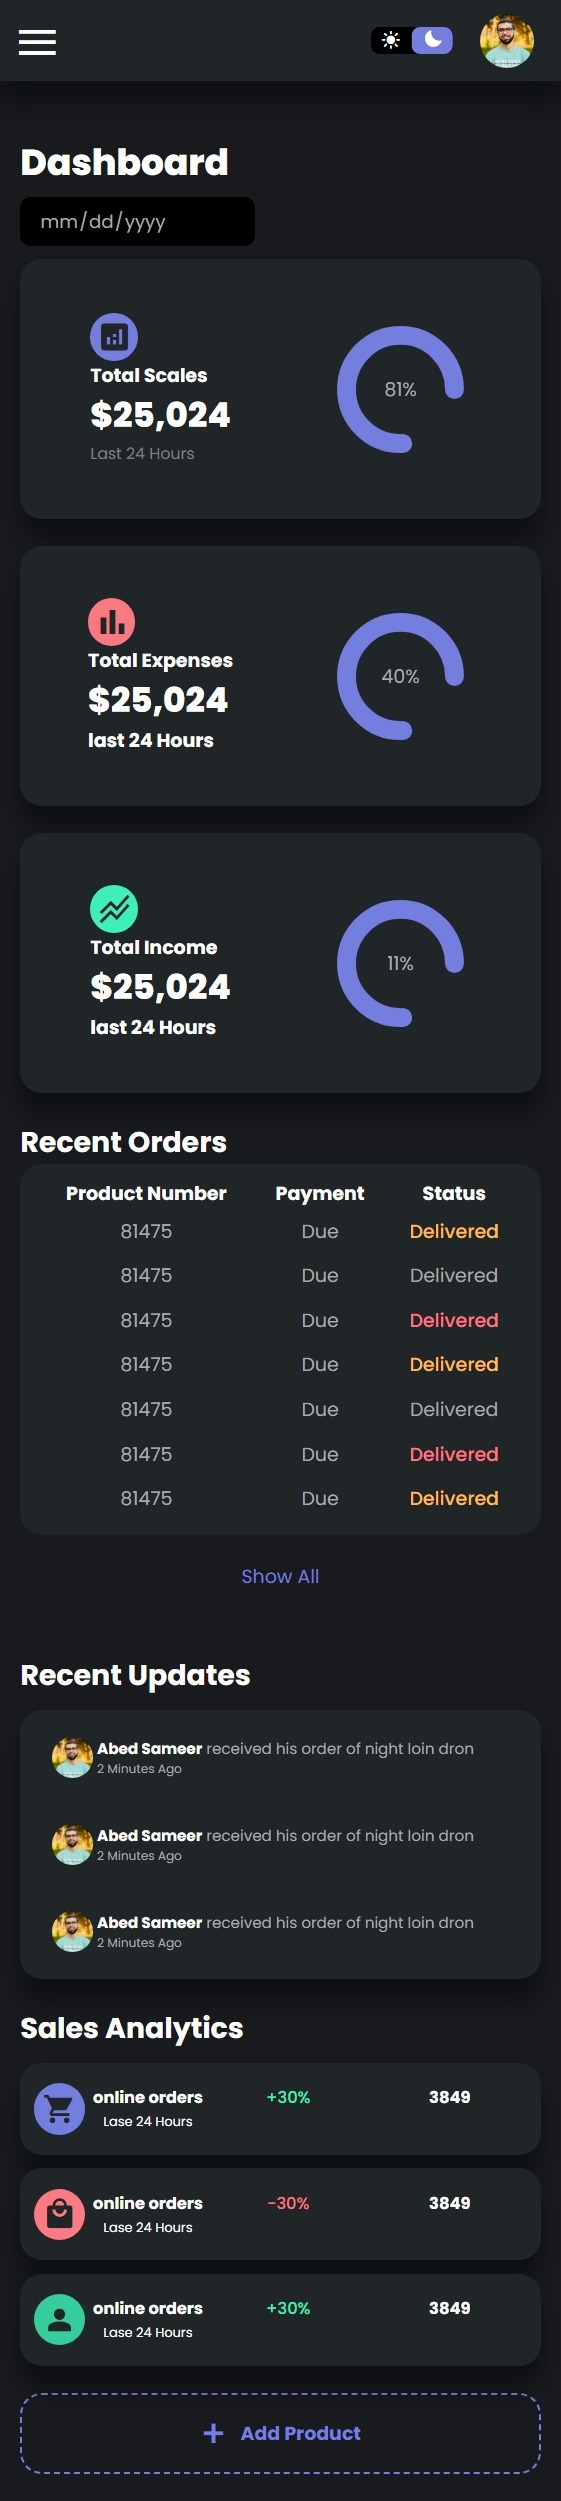 Dashboard
mm/dd/yyyy
Total Scales
$25,024
Last 24 Hours
81%
Total Expenses
$25,024
last 24 Hours
40%
Total Income
$25,024
last 24 Hours
11%
Recent Orders
Product Number Payment Status
81475 Due Delivered
81475 Due Delivered
81475 Due Delivered
81475 Due Delivered
81475 Due Delivered
81475 Due Delivered
81475 Due Delivered
Show All
Recent Updates
Abed Sameer received his order of night loin dron
2 Minutes Ago
Abed Sameer received his order of night loin dron
2 Minutes Ago
Abed Sameer received his order of night loin dron
2 Minutes Ago
Sales Analytics
online orders +30% 3849
Lase 24 Hours
online orders -30% 3849
Lase 24 Hours
online orders +30% 3849
Lase 24 Hours
Add Product